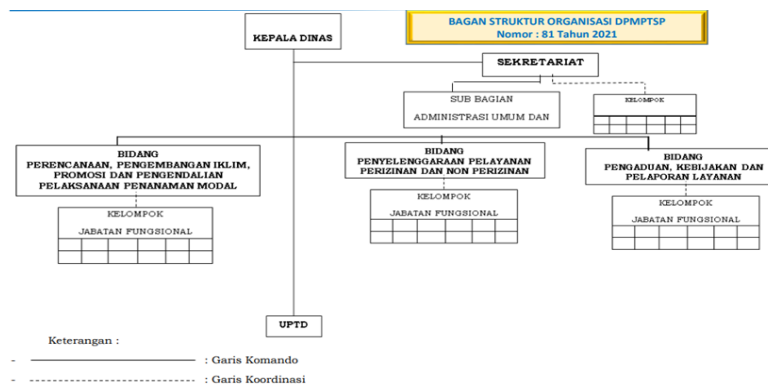 BAGAN STRUKTUR ORGANISASI DPMPTSP
Nomor : 81 Tahun 2021
KEPALA DINAS
SEKRETARIAT
SUB BAGIAN
ADMINISTRASI UMUM DAN
KELOMPOK
BIDANG
PERENCANAAN, PENGEMBANGAN IKLIM,
PROMOSI DAN PENGENDALIAN
PELAKSANAAN PENANAMAN MODAL
KELOMPOK
JABATAN FUNGSIONAL
BIDANG
PENYELENGGARAAN PELAYANAN
PERIZINAN DAN NON PERIZINAN
KELOMPOK
JABATAN FUNGSIONAL
BIDANG
PENGADUAN, KEBIJAKAN DAN
PELAPORAN LAYANAN
KELOMPOK
JABATAN FUNGSIONAL
UPTD
Keterangan :
- : Garis Komando
- : Garis Koordinasi